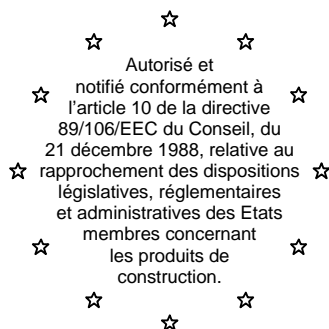 Autorisé et
notifié conformément à
l'article 10 de la directive
89/106/EEC du Conseil, du
21 décembre 1988, relative au
rapprochement des dispositions
législatives, réglementaires
et administratives des Etats
membres concernant
les produits de
construction.